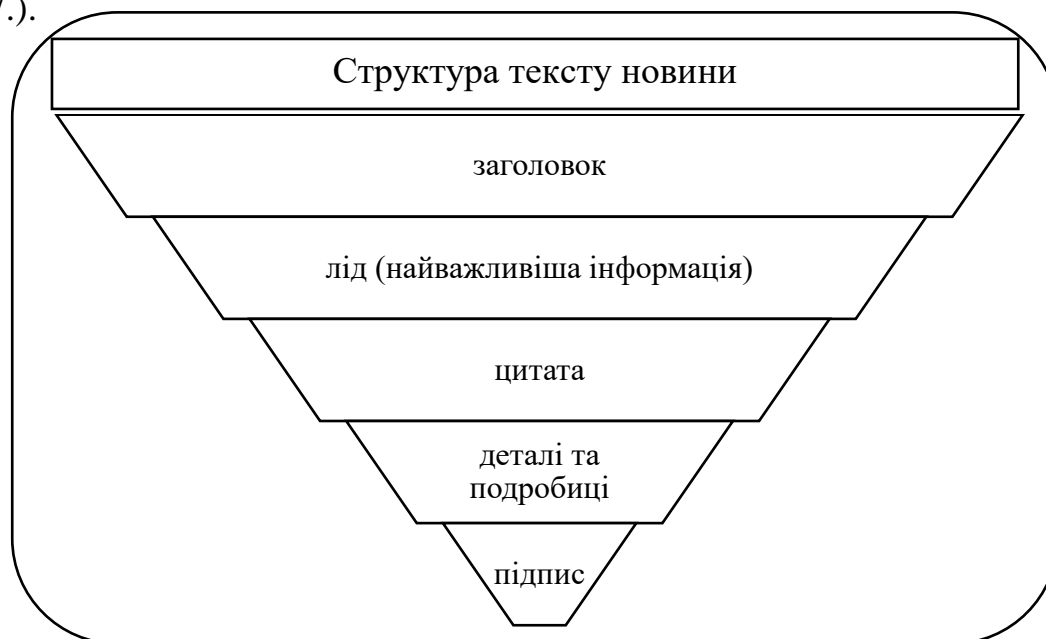 .).
Структура тексту новини
заголовок
лід (найважливіша інформація)
цитата
деталі та
подробиці
підпис